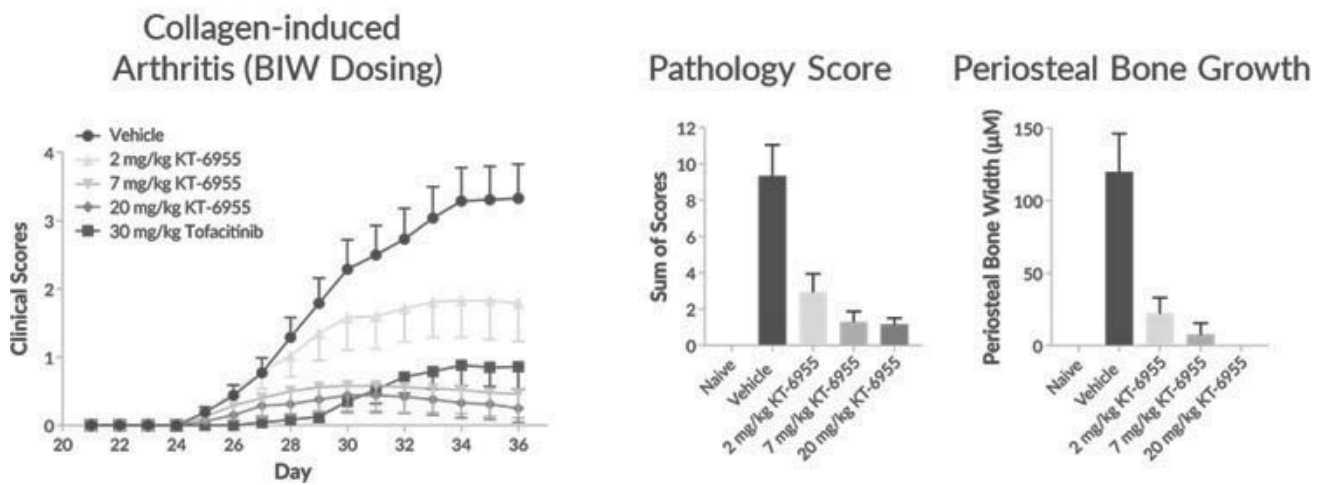 Collagen-induced
Arthritis (BIW Dosing)
Vehicle
2 mg/kg KT-6955
7 mg/kg KT-6955
20 mg/kg KT-6955
30 mg/kg Tofacitinib
Clinical Scores
4
3
2
1
0
20 22 24 26 28 30 32 34 36
Day
Pathology Score
Sum of Scores
12
10
8
6
4
2
0
Naive
Vehicle
2 mg/kg KT-6955
7 mg/kg KT-6955
20 mg/kg KT-6955
Periosteal Bone Growth
Periosteal Bone Width (µM)
150
100
50
0
Naive
Vehicle
2 mg/kg KT-6955
7 mg/kg KT-6955
20 mg/kg KT-6955